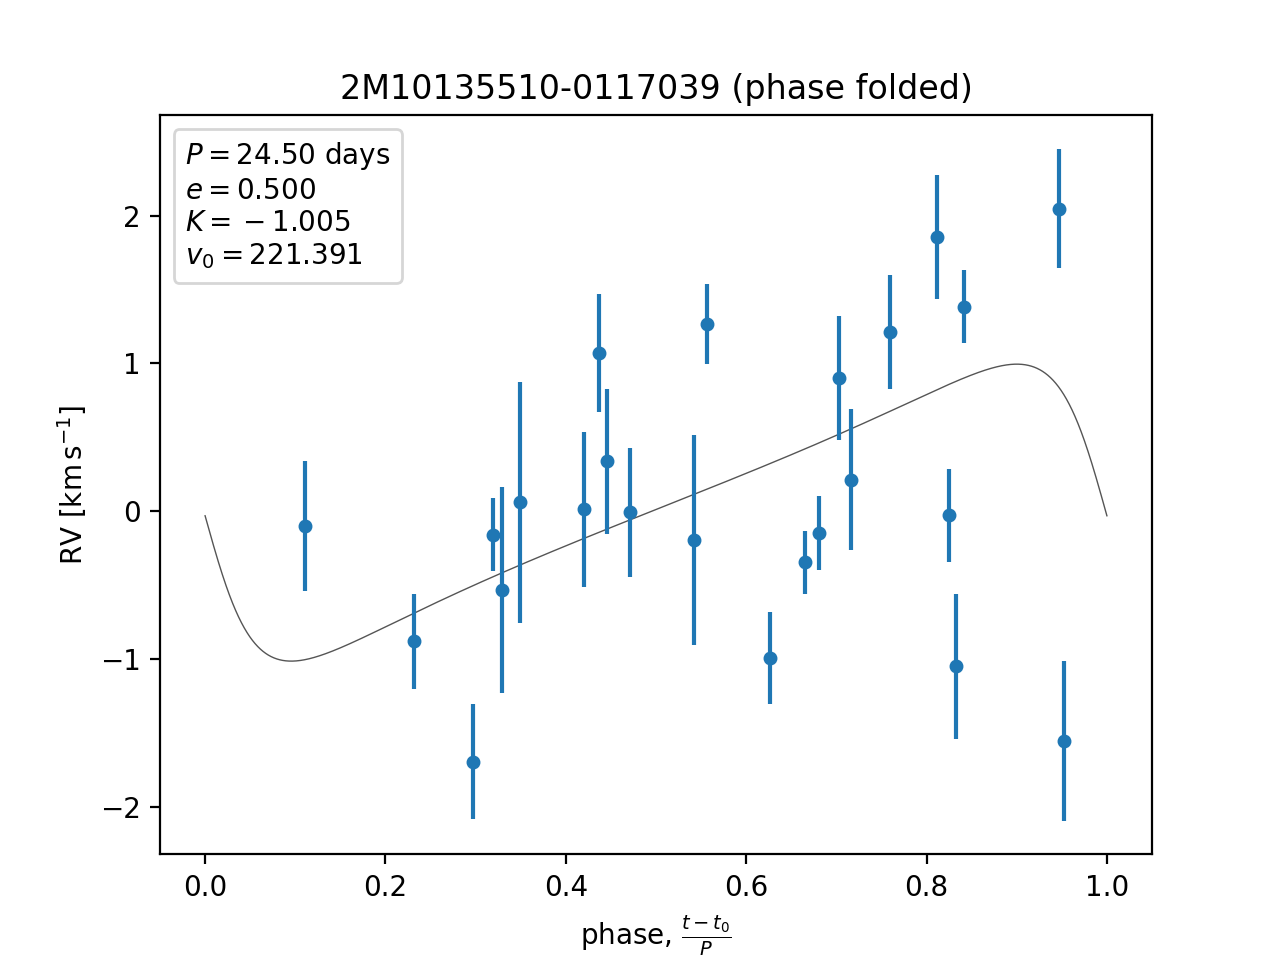 2M10135510-0117039 (phase folded)
P = 24.50 days
e = 0.500
K = −1.005
v₀ = 221.391
RV [km s⁻¹]
2
1
0
−1
−2
0.0 0.2 0.4 0.6 0.8 1.0
phase, (t − t₀)/P